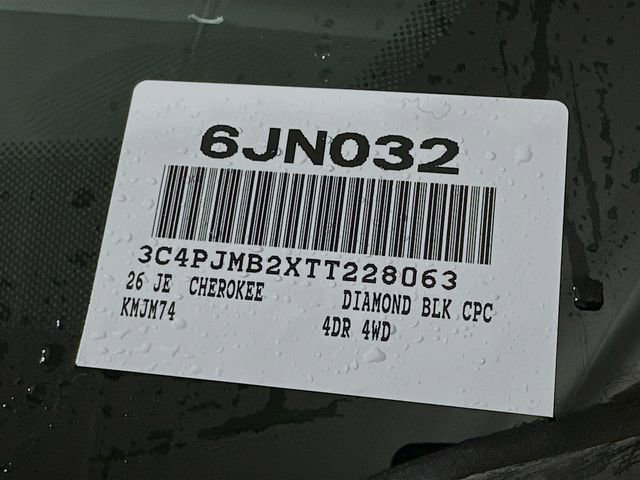 6JN032
3C4PJMB2XTT228063
26 JE CHEROKEE DIAMOND BLK CPC
KMJM74 4DR 4WD